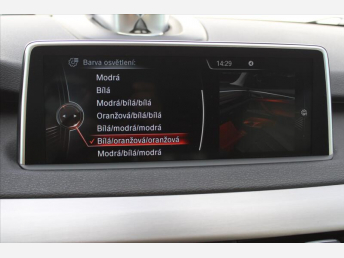 Barva osvětlení:
14:29
Modrá
Bílá
Modrá/bílá/bílá
Oranžová/bílá/bílá
Bílá/modrá/modrá
Bílá/oranžová/oranžová
Modrá/bílá/modrá